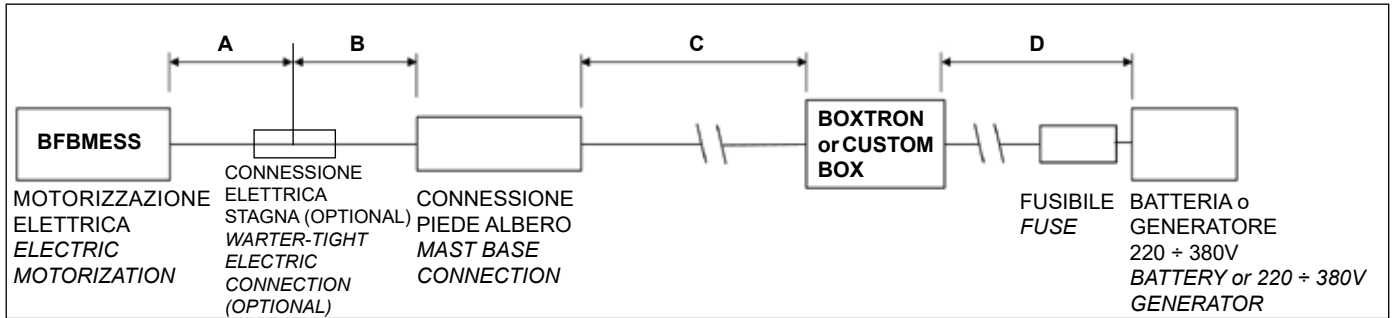 A
B
C
D
BFBMESS
BOXTRON
or CUSTOM
BOX
MOTORIZZAZIONE
ELETTRICA
ELECTRIC
MOTORIZATION
CONNESSIONE
ELETTRICA
STAGNA (OPTIONAL)
WARTER-TIGHT
ELECTRIC
CONNECTION
(OPTIONAL)
CONNESSIONE
PIEDE ALBERO
MAST BASE
CONNECTION
FUSIBILE
FUSE
BATTERIA o
GENERATORE
220 ÷ 380V
BATTERY or 220 ÷ 380V
GENERATOR